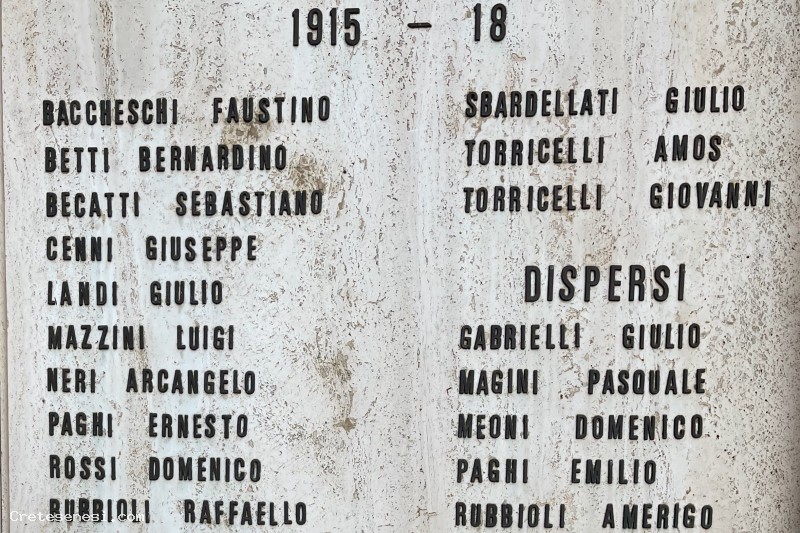 1915 - 18
BACCHESCHI FAUSTINO
BETTI BERNARDINO
BECATTI SEBASTIANO
CENNI GIUSEPPE
LANDI GIULIO
MAZZINI LUIGI
NERI ARCANGELO
PAGHI ERNESTO
ROSSI DOMENICO
RUBBIOLI RAFFAELLO
SBARDELLATI GIULIO
TORRICELLI AMOS
TORRICELLI GIOVANNI
DISPERSI
GABRIELLI GIULIO
MAGINI PASQUALE
MEONI DOMENICO
PAGHI EMILIO
RUBBIOLI AMERIGO
Cretesenesi.com